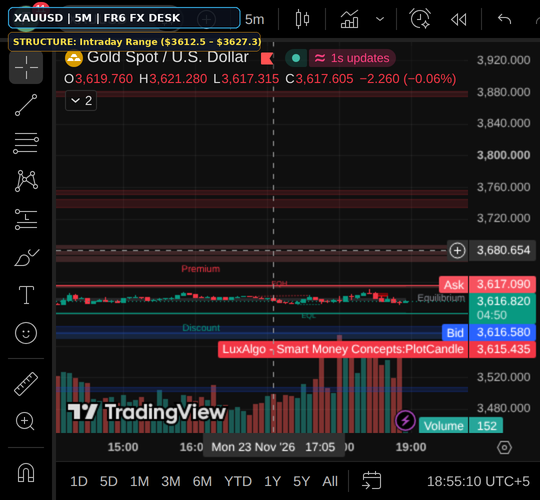 XAUUSD | 5M | FR6 FX DESK
5m
STRUCTURE: Intraday Range ($3612.5 - $3627.3)
Gold Spot / U.S. Dollar
1s updates
O3,619.760 H3,621.280 L3,617.315 C3,617.605 −2.260 (−0.06%)
2
3,920.000
3,880.000
3,840.000
3,800.000
3,760.000
3,720.000
3,680.654
Premium
EQH
Ask 3,617.090
Equilibrium 3,616.820
04:50
EQL
Discount
Bid 3,616.580
LuxAlgo - Smart Money Concepts:PlotCandle 3,615.435
3,520.000
3,480.000
TradingView
Volume 152
15:00
Mon 23 Nov '26 17:05
19:00
1D 5D 1M 3M 6M YTD 1Y 5Y All
18:55:10 UTC+5